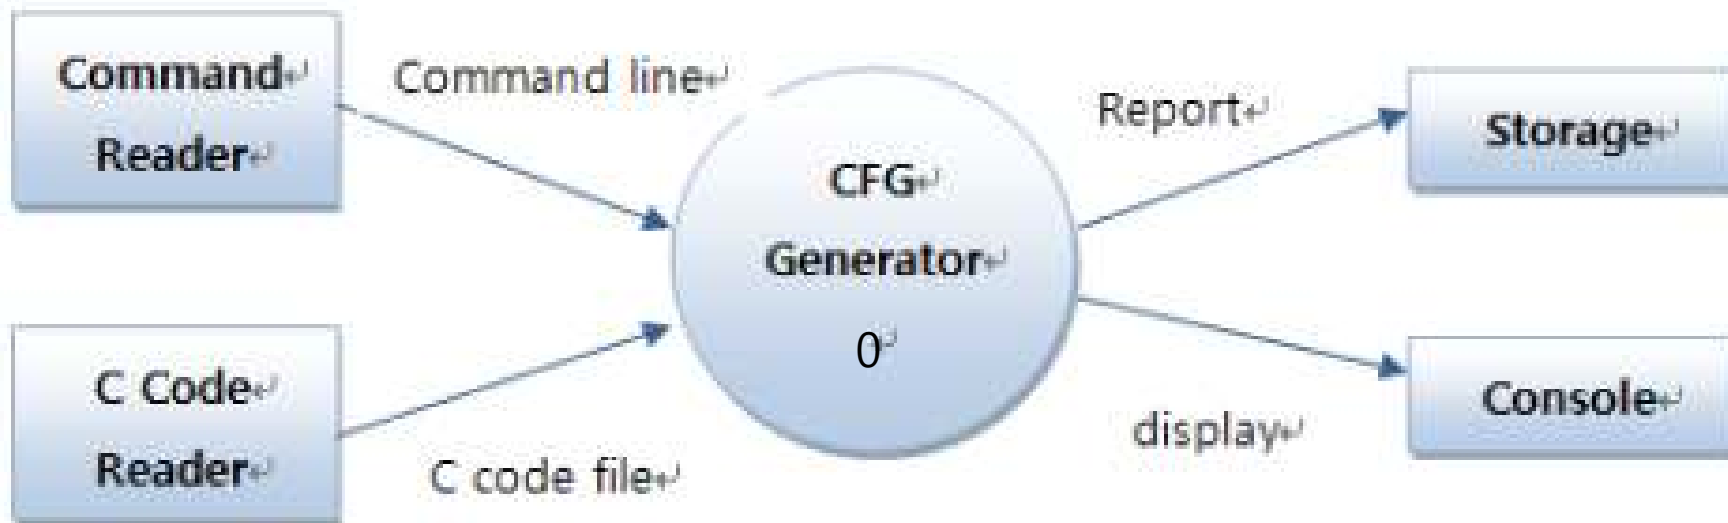 Command
Reader
Command line
C Code
Reader
C code file
CFG
Generator
0
Report
Storage
display
Console